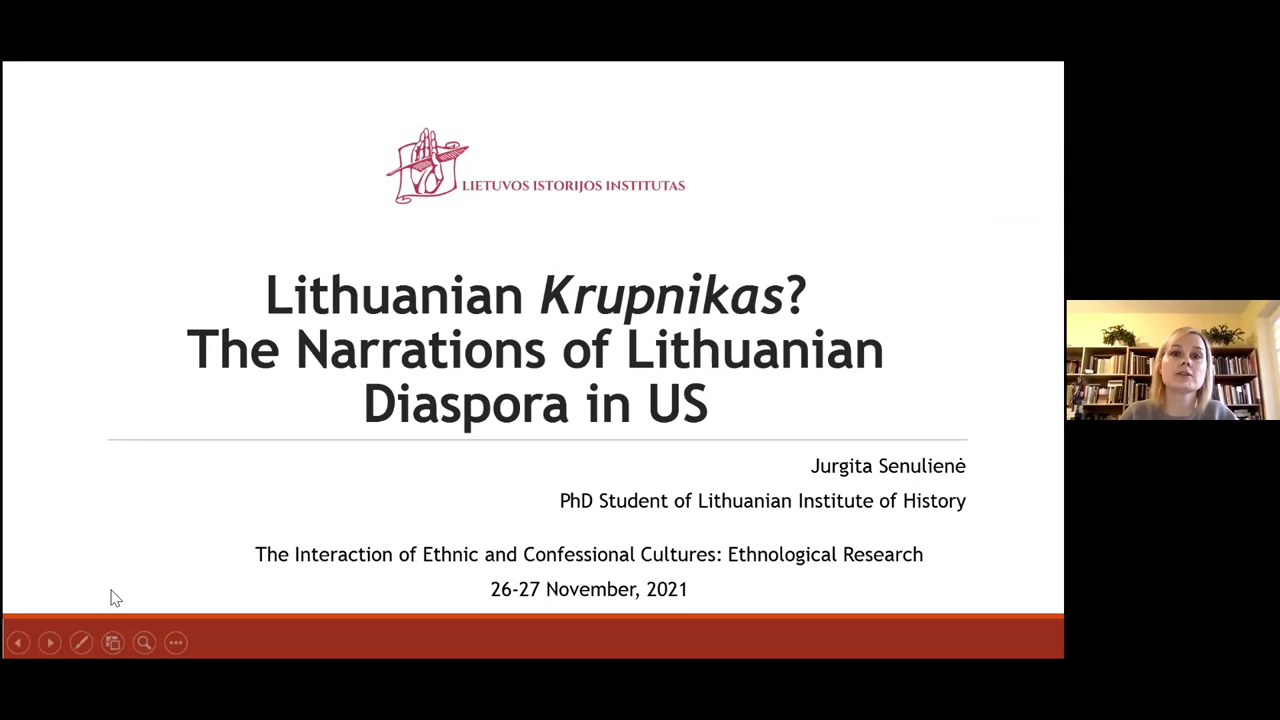 LIETUVOS ISTORIJOS INSTITUTAS
Lithuanian Krupnikas?
The Narrations of Lithuanian
Diaspora in US
Jurgita Senulienė
PhD Student of Lithuanian Institute of History
The Interaction of Ethnic and Confessional Cultures: Ethnological Research
26-27 November, 2021